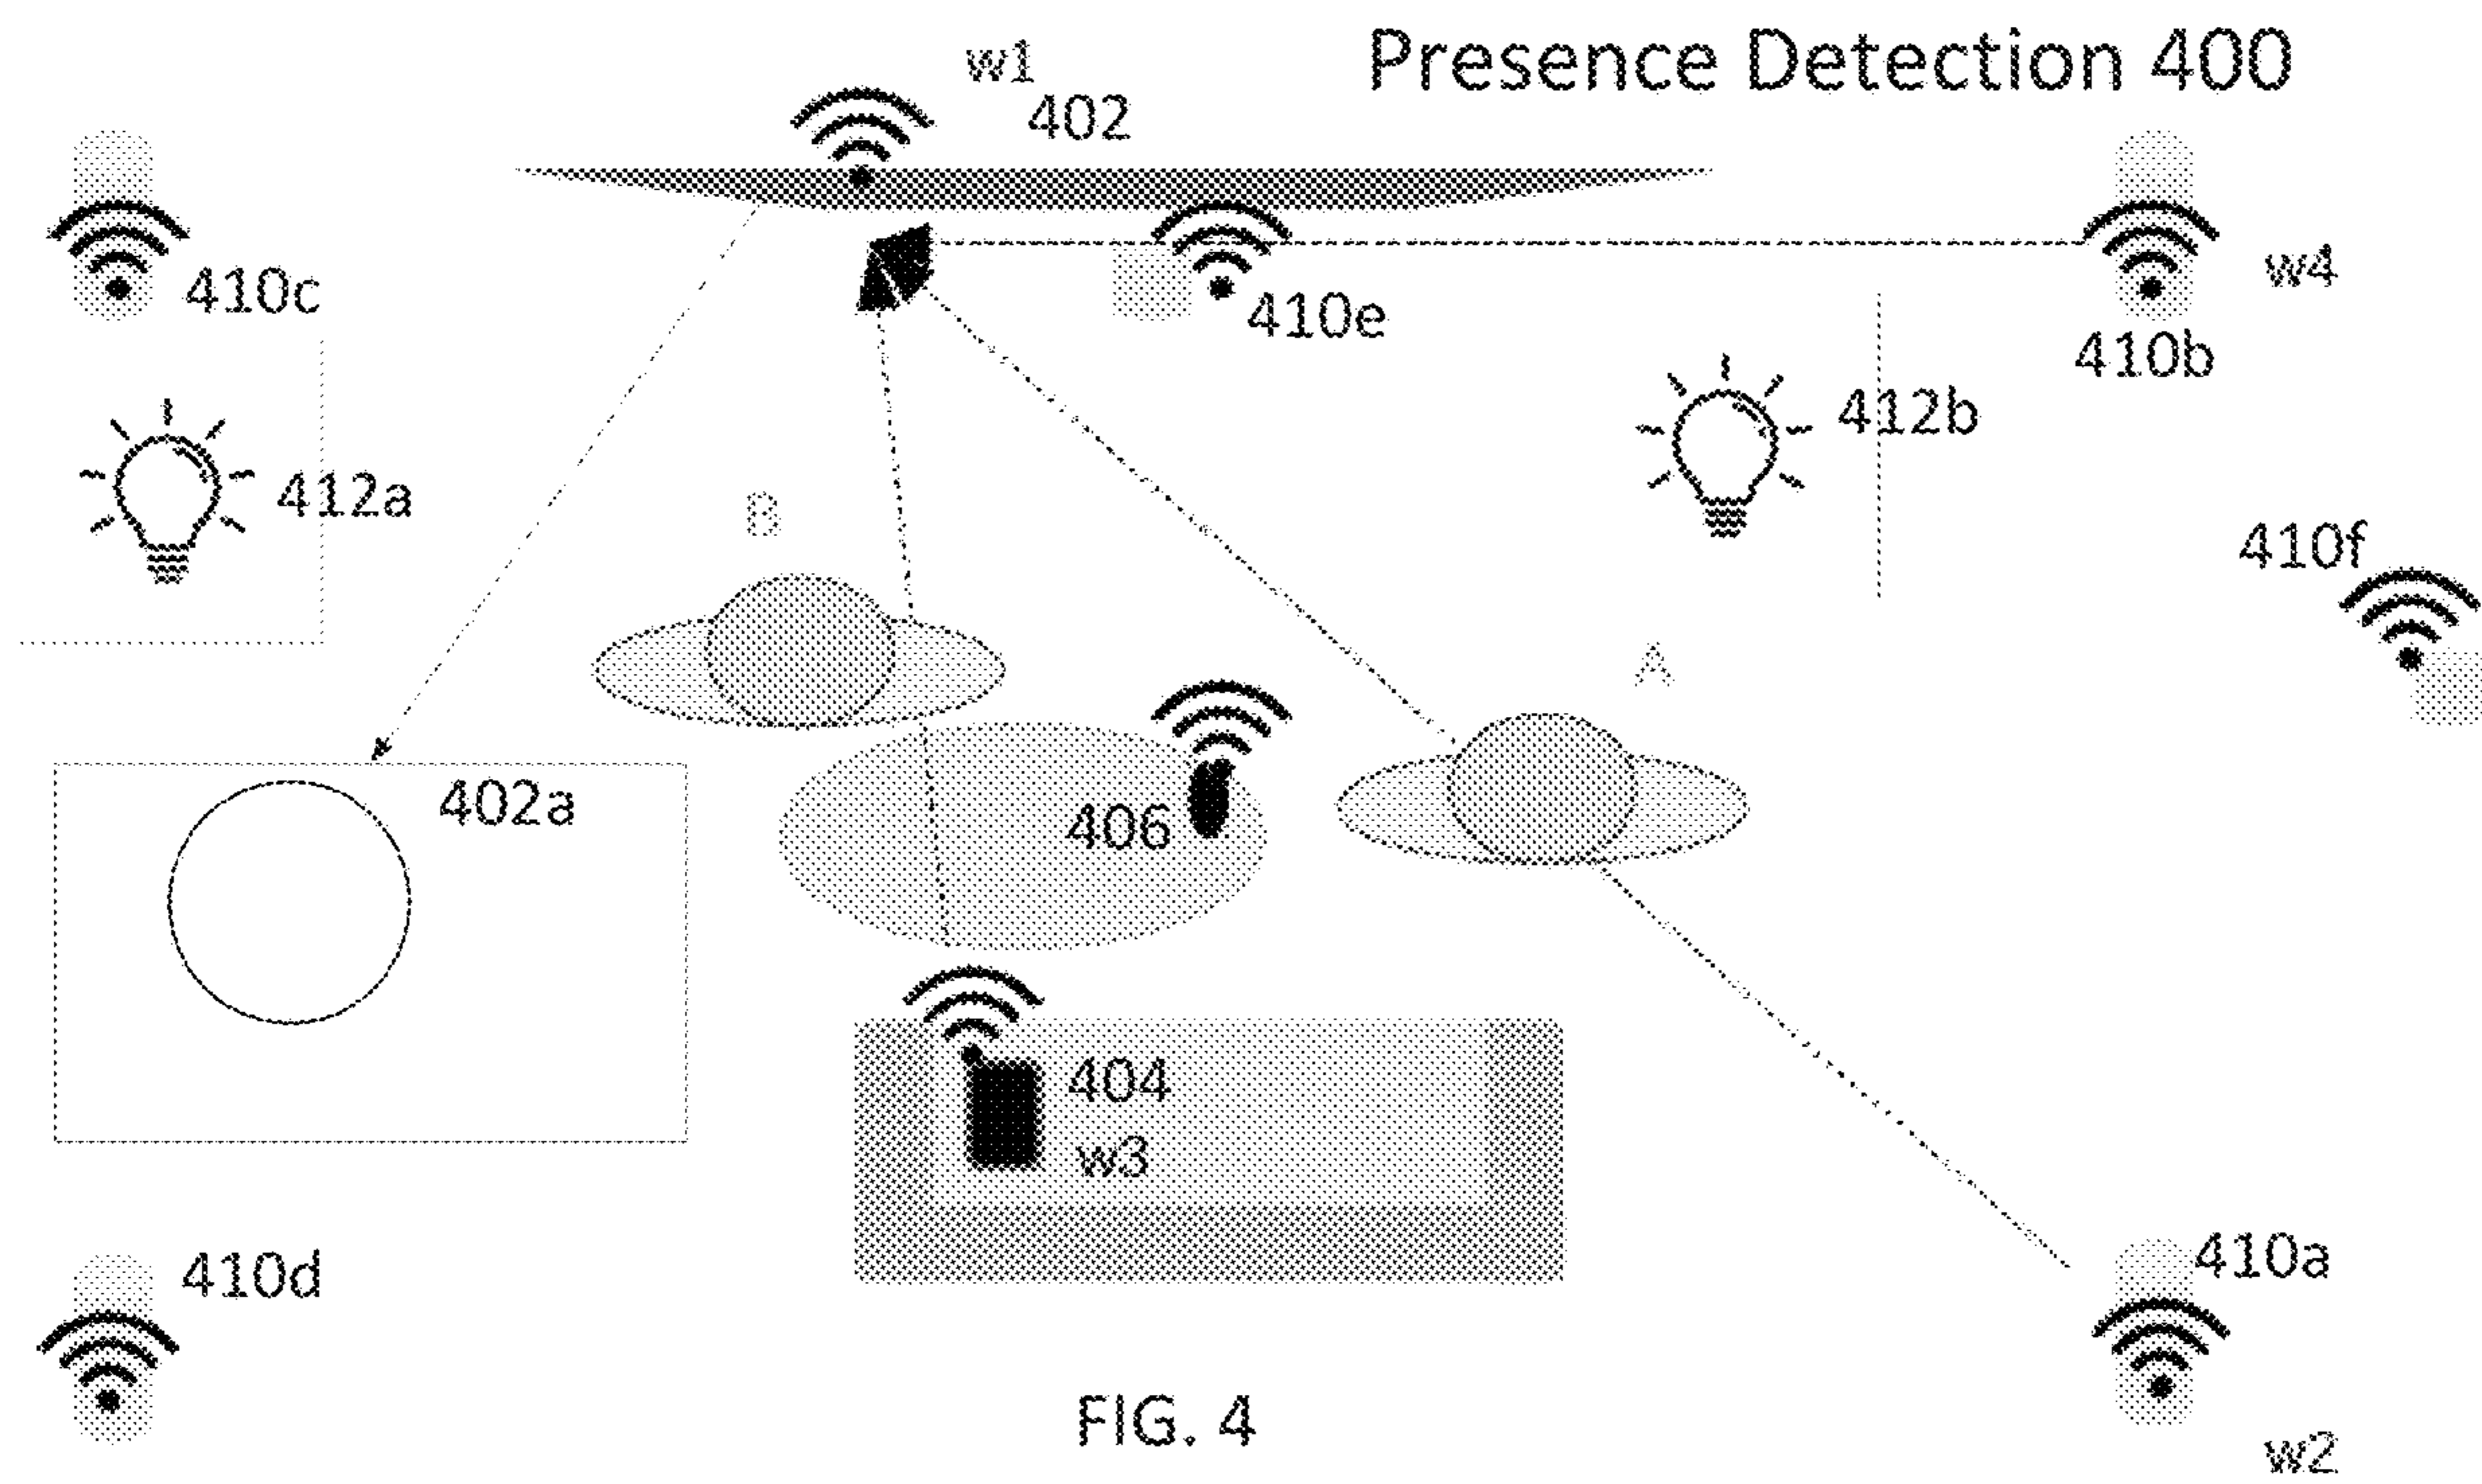 Presence Detection 400
w1
402
410c
410e
w4
410b
412b
412a
B
410f
A
402a
406
404
w3
410d
410a
FIG. 4
w2